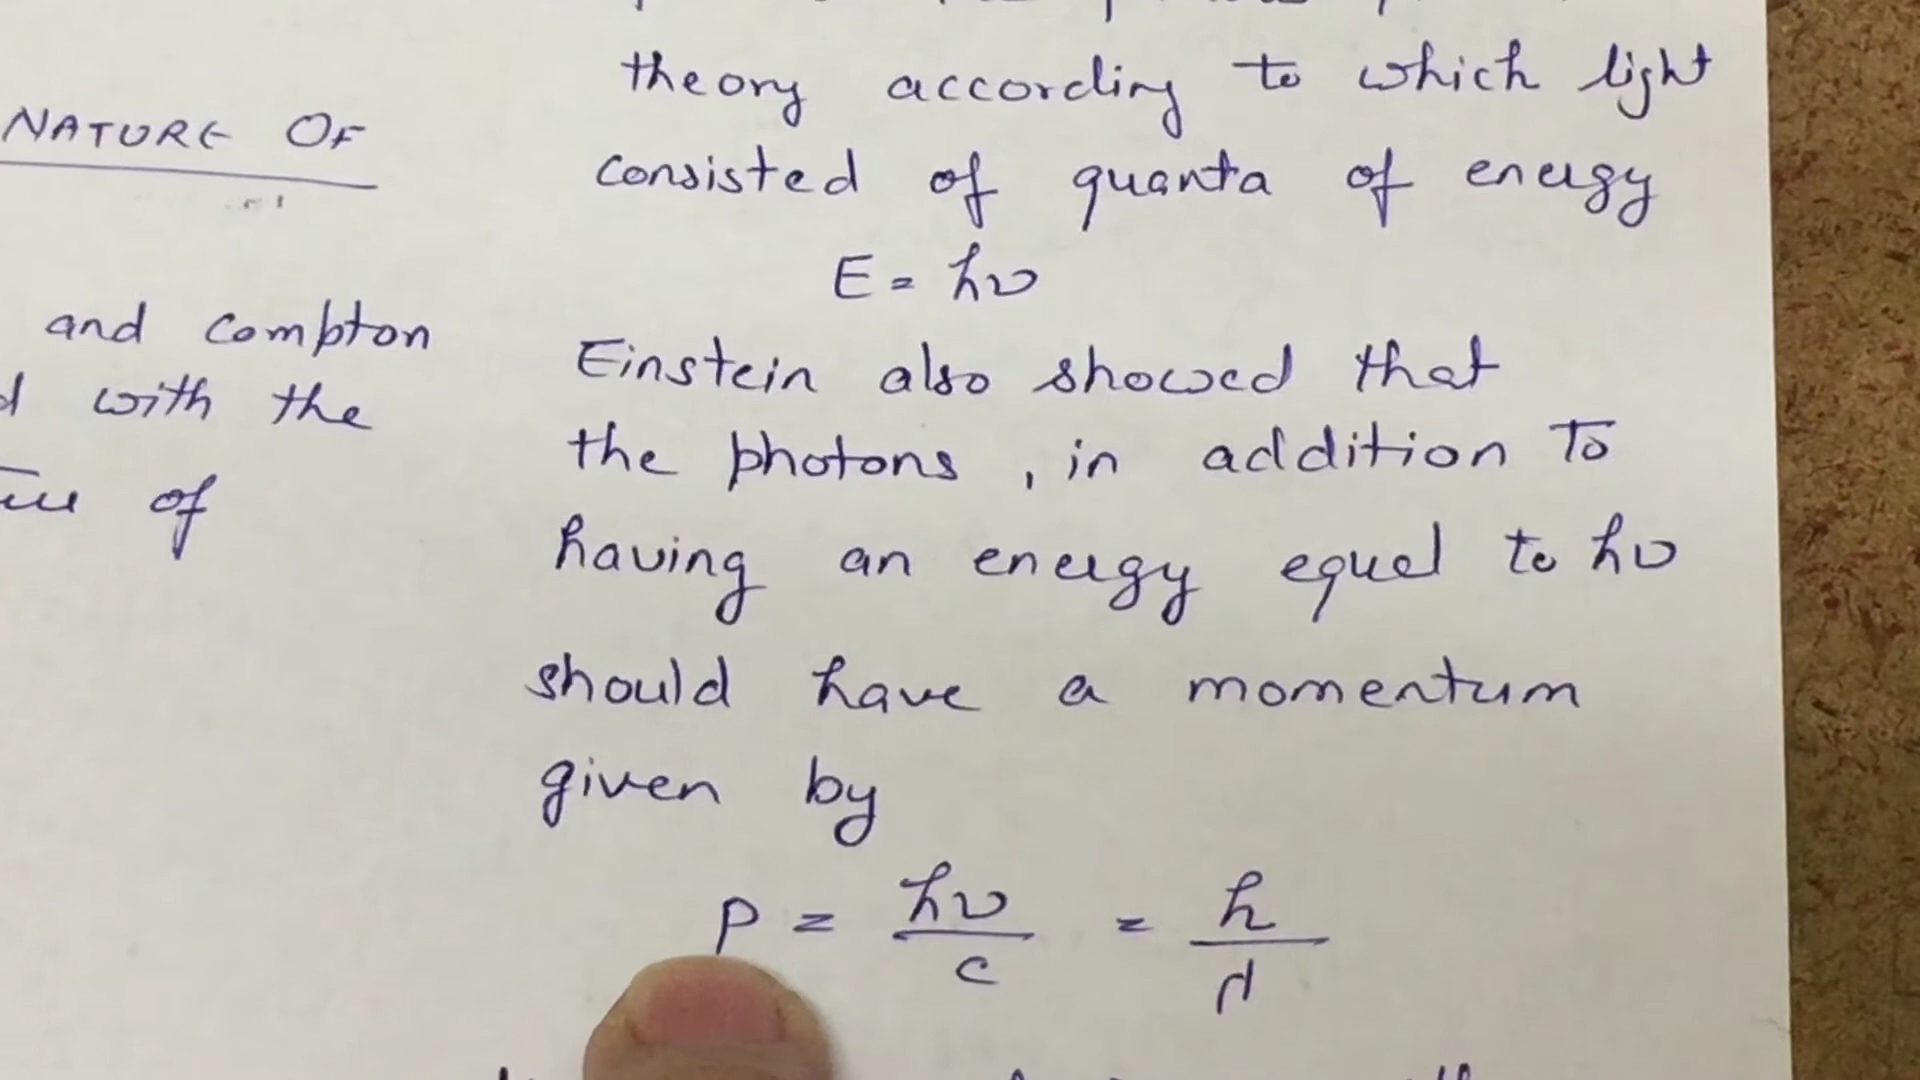 NATURE OF
and compton
with the
of
theory according to which light
consisted of quanta of energy
E = hν
Einstein also showed that
the photons, in addition To
having an energy equal to hν
should have a momentum
given by
P = hν/c = h/λ